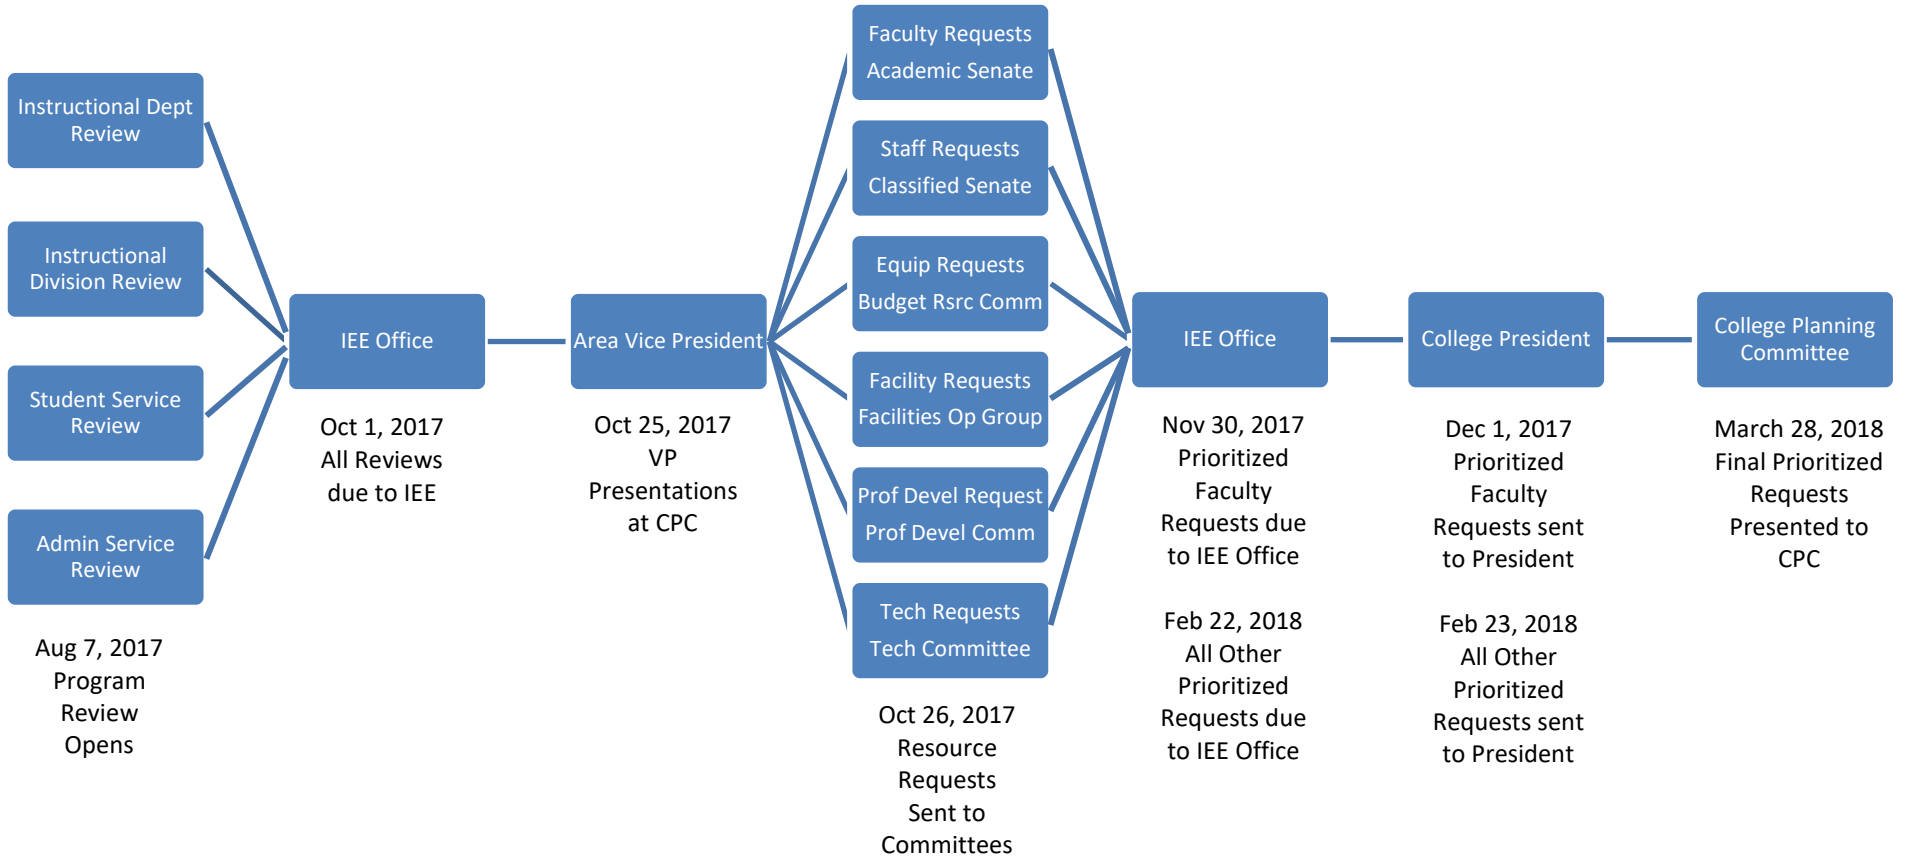 Instructional Dept
Review
Instructional
Division Review
Student Service
Review
Admin Service
Review
Aug 7, 2017
Program
Review
Opens
IEE Office
Oct 1, 2017
All Reviews
due to IEE
Area Vice President
Oct 25, 2017
VP
Presentations
at CPC
Faculty Requests
Academic Senate
Staff Requests
Classified Senate
Equip Requests
Budget Rsrc Comm
Facility Requests
Facilities Op Group
Prof Devel Request
Prof Devel Comm
Tech Requests
Tech Committee
Oct 26, 2017
Resource
Requests
Sent to
Committees
IEE Office
Nov 30, 2017
Prioritized
Faculty
Requests due
to IEE Office
Feb 22, 2018
All Other
Prioritized
Requests due
to IEE Office
College President
Dec 1, 2017
Prioritized
Faculty
Requests sent
to President
Feb 23, 2018
All Other
Prioritized
Requests sent
to President
College Planning
Committee
March 28, 2018
Final Prioritized
Requests
Presented to
CPC